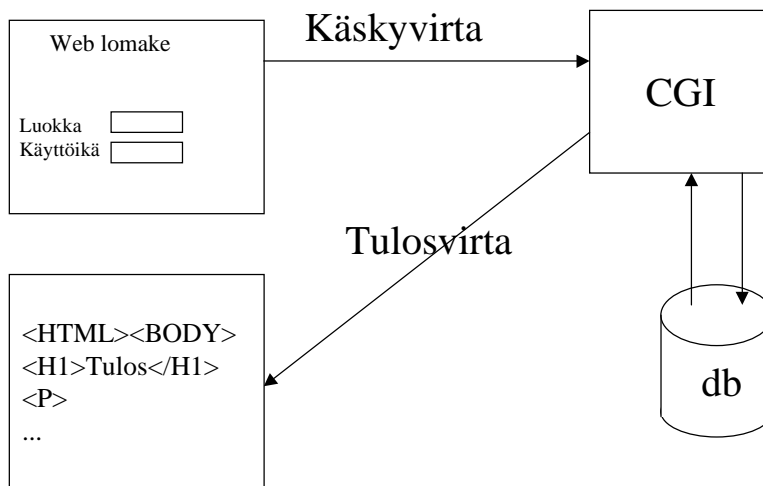 Web lomake
Käskyvirta
CGI
Luokka
Käyttöikä
Tulosvirta
<HTML><BODY>
<H1>Tulos</H1>
<P>
...
db